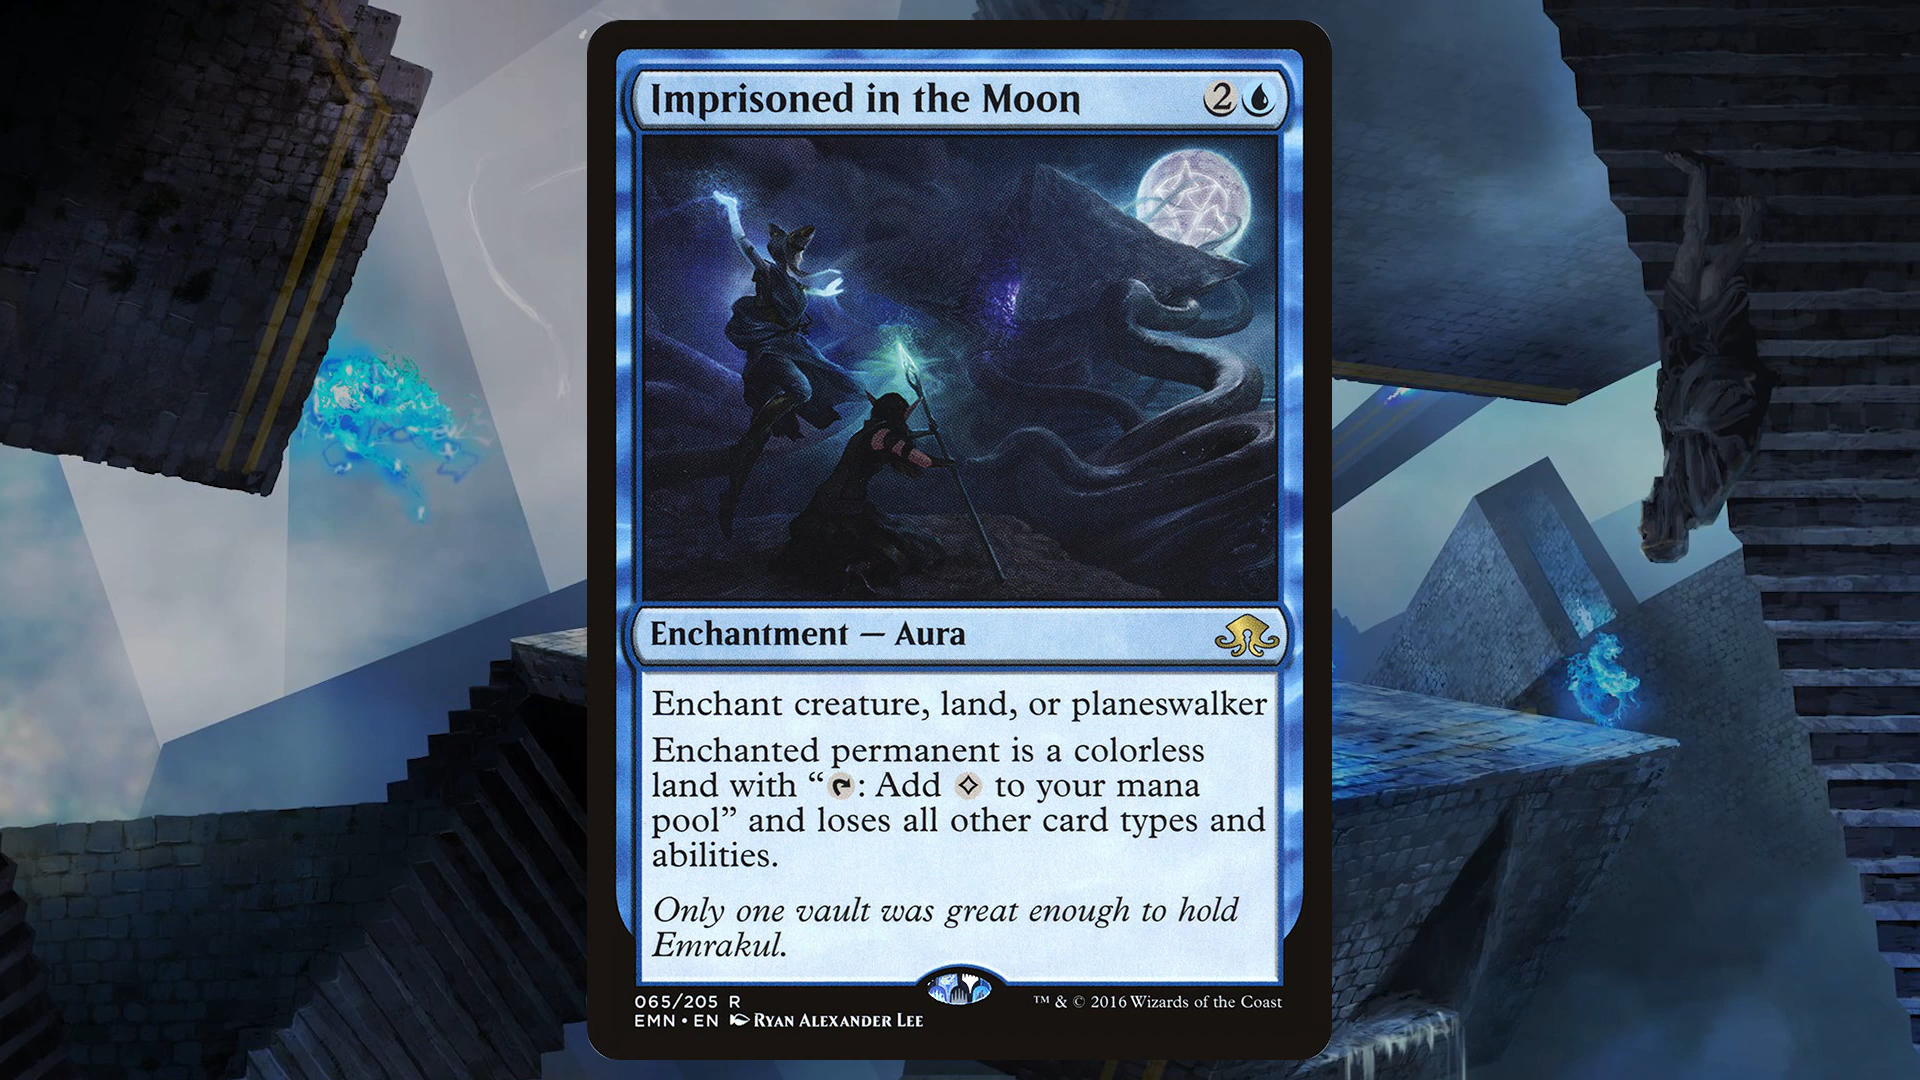 Imprisoned in the Moon 2
Enchantment — Aura
Enchant creature, land, or planeswalker
Enchanted permanent is a colorless
land with “: Add to your mana
pool” and loses all other card types and
abilities.
Only one vault was great enough to hold
Emrakul.
065/205 R
™ & © 2016 Wizards of the Coast
EMN • EN Ryan Alexander Lee